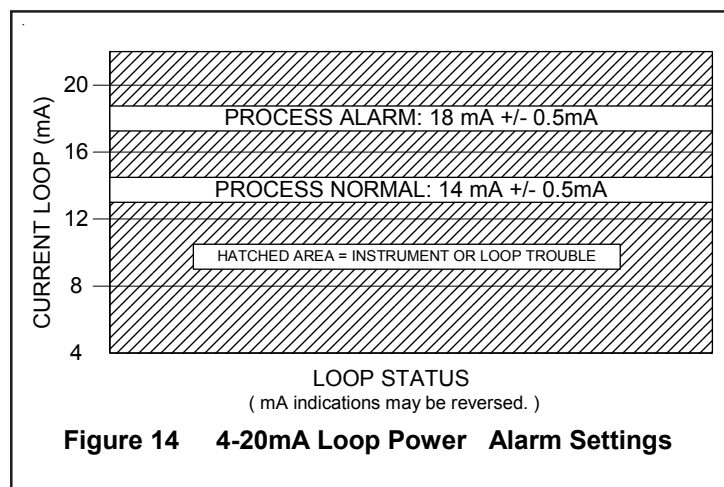 20
PROCESS ALARM: 18 mA +/- 0.5mA
16
PROCESS NORMAL: 14 mA +/- 0.5mA
12
HATCHED AREA = INSTRUMENT OR LOOP TROUBLE
8
4
CURRENT LOOP (mA)
LOOP STATUS
( mA indications may be reversed. )
Figure 14 4-20mA Loop Power Alarm Settings